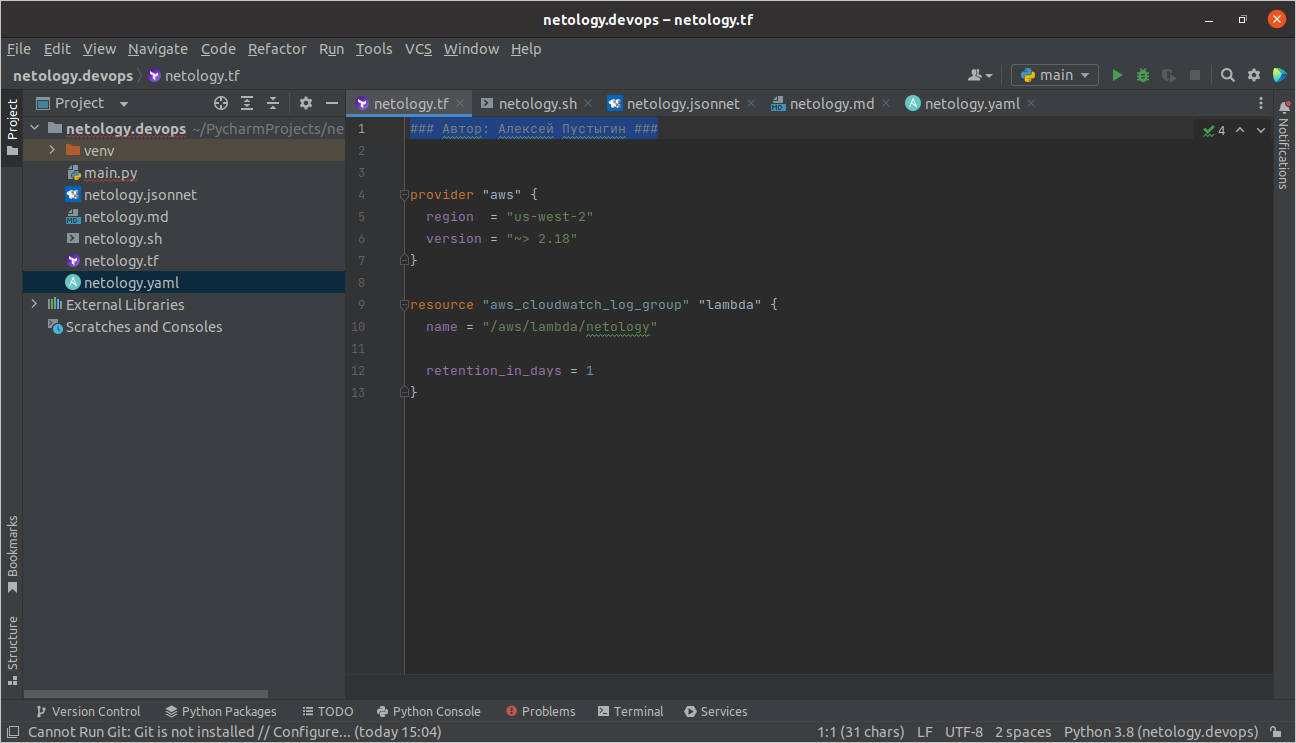 netology.devops – netology.tf
File Edit View Navigate Code Refactor Run Tools VCS Window Help
netology.devops netology.tf main
Project
Project
netology.tf netology.sh netology.jsonnet netology.md netology.yaml
Notifications
netology.devops ~/PycharmProjects/ne
venv
main.py
netology.jsonnet
netology.md
netology.sh
netology.tf
netology.yaml
External Libraries
Scratches and Consoles
1 ### Автор: Алексей Пустыгин ### 4
2
3
4 provider "aws" {
5 region  = "us-west-2"
6 version = "~> 2.18"
7 }
8
9 resource "aws_cloudwatch_log_group" "lambda" {
10 name = "/aws/lambda/netology"
11
12 retention_in_days = 1
13 }
Bookmarks
Structure
Version Control Python Packages TODO Python Console Problems Terminal Services
Cannot Run Git: Git is not installed // Configure... (today 15:04) 1:1 (31 chars) LF UTF-8 2 spaces Python 3.8 (netology.devops)